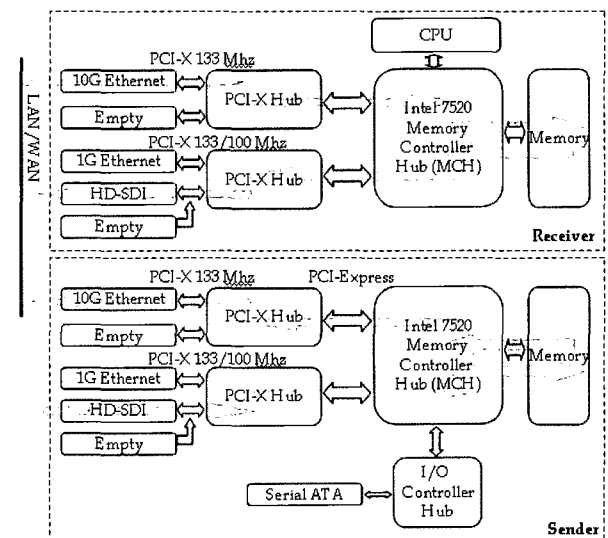 CPU
PCI-X 133 Mhz
10G Ethernet
PCI-X Hub
Empty
PCI-X 133/100 Mhz
1G Ethernet
PCI-X Hub
HD-SDI
Empty
Intel 7520
Memory
Controller
Hub (MCH)
Memory
Receiver
LAN/WAN
PCI-X 133 Mhz
PCI-Express
10G Ethernet
PCI-X Hub
Empty
PCI-X 133/100 Mhz
1G Ethernet
PCI-X Hub
HD-SDI
Empty
Intel 7520
Memory
Controller
Hub (MCH)
Memory
Serial ATA
I/O
Controller
Hub
Sender